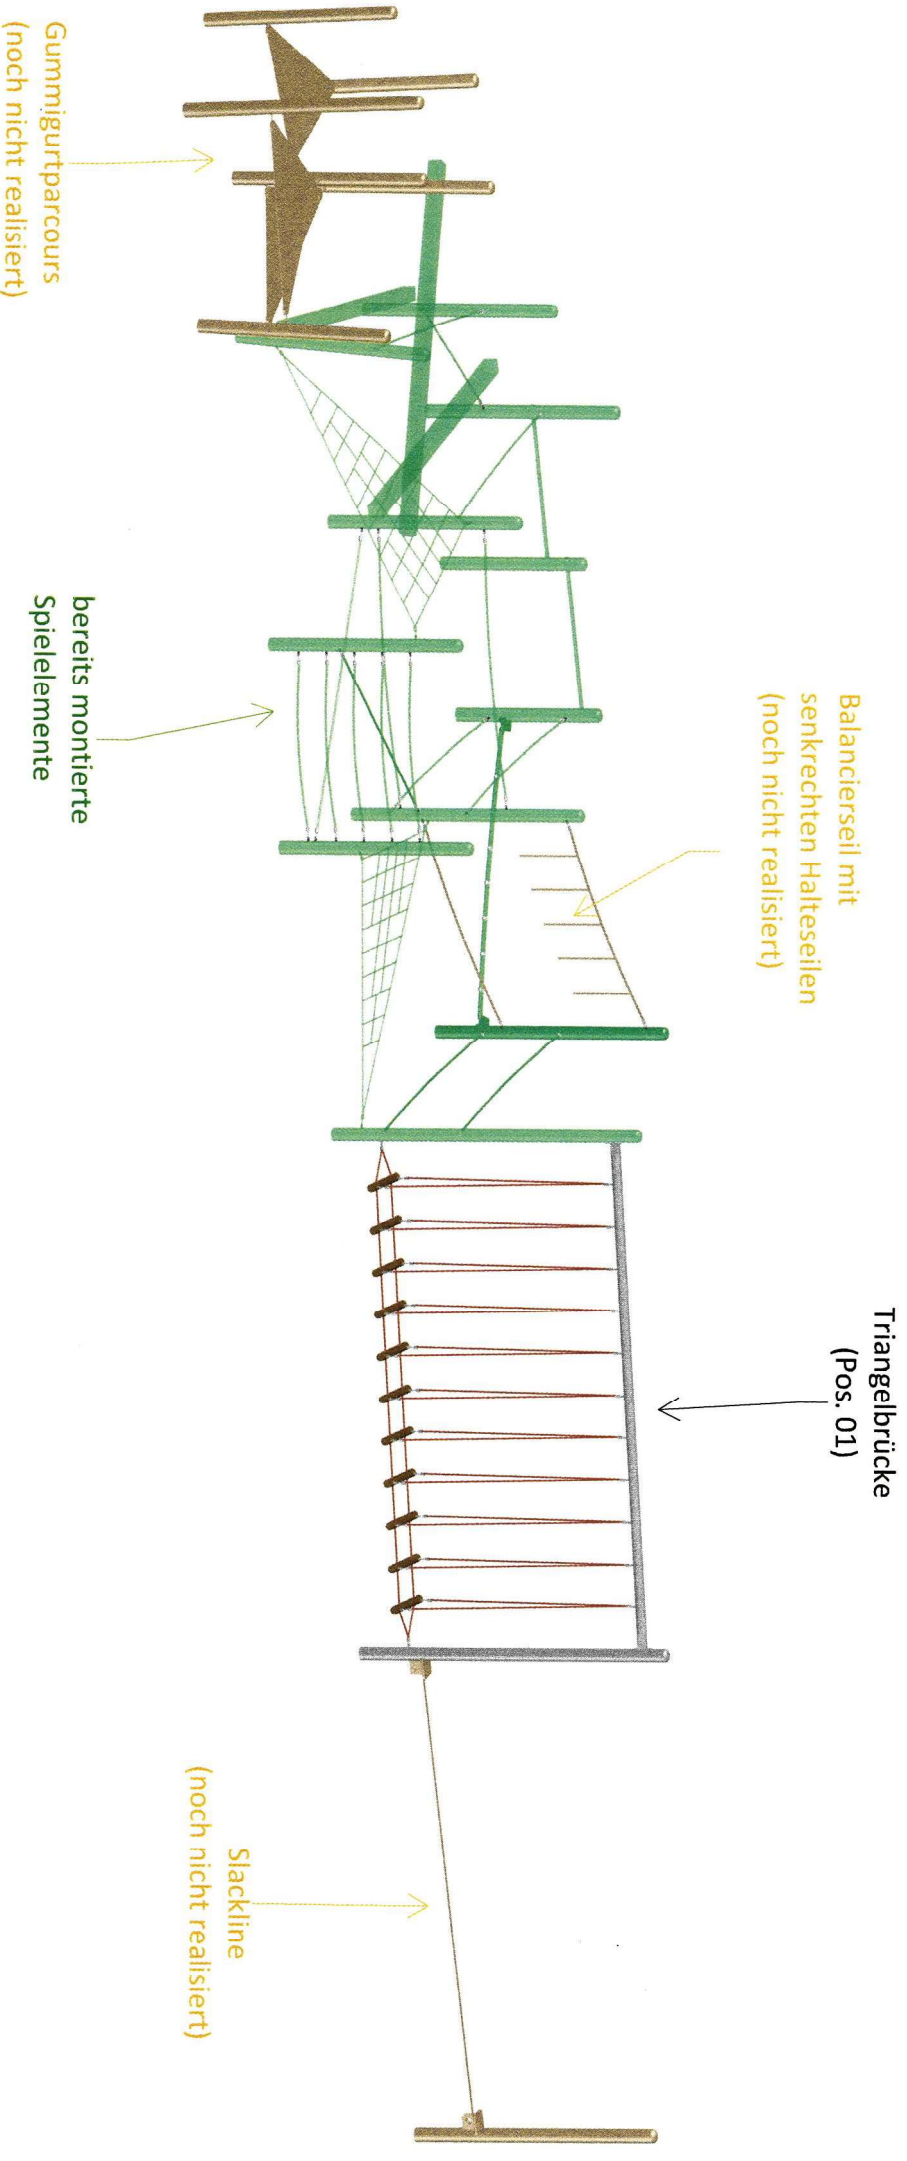 Gummigurtparcours
(noch nicht realisiert)
bereits montierte
Spielelemente
Balancierseil mit
senkrechten Halteseilen
(noch nicht realisiert)
Triangelbrücke
(Pos. 01)
Slackline
(noch nicht realisiert)